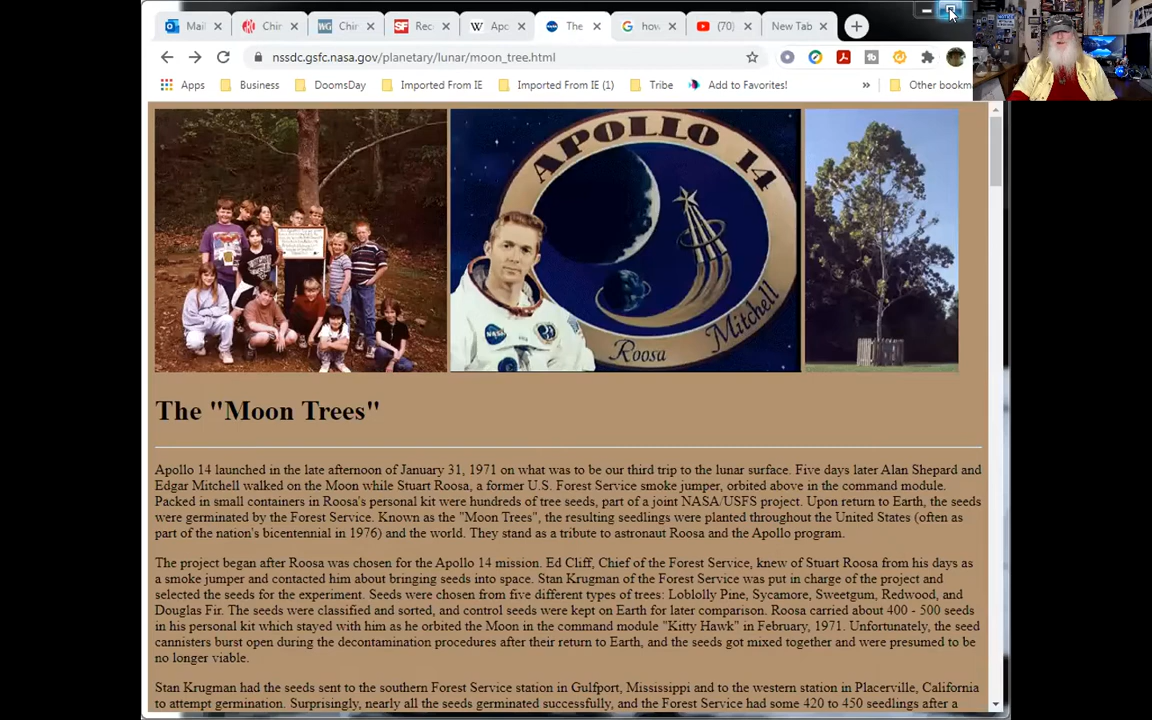 Mail
Chir
Chir
Rec
Apo
The
how
(70)
New Tab
nssdc.gsfc.nasa.gov/planetary/lunar/moon_tree.html
Apps
Business
DoomsDay
Imported From IE
Imported From IE (1)
Tribe
Add to Favorites!
»
Other bookm
APOLLO 14
Roosa
Mitchell
NASA
The "Moon Trees"
Apollo 14 launched in the late afternoon of January 31, 1971 on what was to be our third trip to the lunar surface. Five days later Alan Shepard and
Edgar Mitchell walked on the Moon while Stuart Roosa, a former U.S. Forest Service smoke jumper, orbited above in the command module.
Packed in small containers in Roosa's personal kit were hundreds of tree seeds, part of a joint NASA/USFS project. Upon return to Earth, the seeds
were germinated by the Forest Service. Known as the "Moon Trees", the resulting seedlings were planted throughout the United States (often as
part of the nation's bicentennial in 1976) and the world. They stand as a tribute to astronaut Roosa and the Apollo program.
The project began after Roosa was chosen for the Apollo 14 mission. Ed Cliff, Chief of the Forest Service, knew of Stuart Roosa from his days as
a smoke jumper and contacted him about bringing seeds into space. Stan Krugman of the Forest Service was put in charge of the project and
selected the seeds for the experiment. Seeds were chosen from five different types of trees: Loblolly Pine, Sycamore, Sweetgum, Redwood, and
Douglas Fir. The seeds were classified and sorted, and control seeds were kept on Earth for later comparison. Roosa carried about 400 - 500 seeds
in his personal kit which stayed with him as he orbited the Moon in the command module "Kitty Hawk" in February, 1971. Unfortunately, the seed
cannisters burst open during the decontamination procedures after their return to Earth, and the seeds got mixed together and were presumed to be
no longer viable.
Stan Krugman had the seeds sent to the southern Forest Service station in Gulfport, Mississippi and to the western station in Placerville, California
to attempt germination. Surprisingly, nearly all the seeds germinated successfully, and the Forest Service had some 420 to 450 seedlings after a